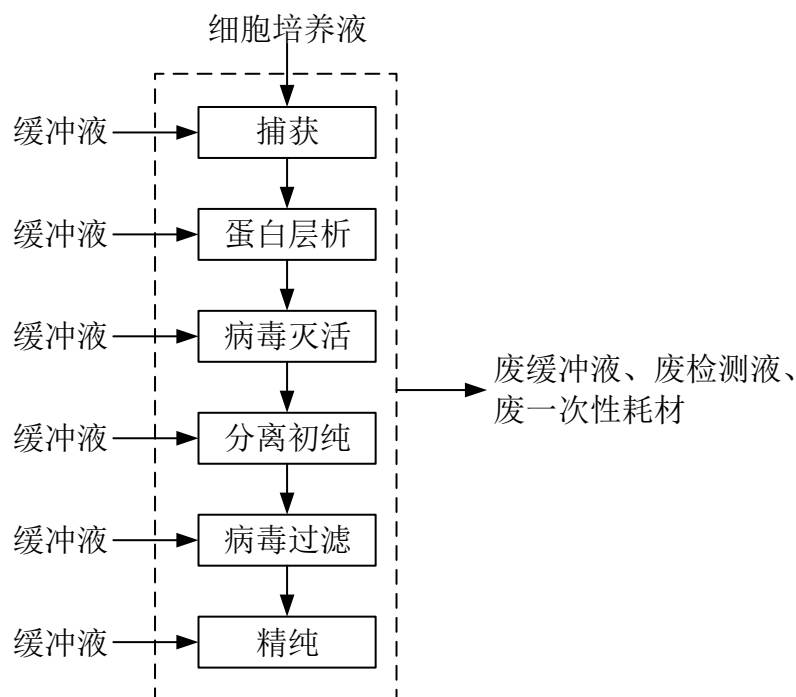 细胞培养液
缓冲液
捕获
缓冲液
蛋白层析
缓冲液
病毒灭活
废缓冲液、废检测液、
废一次性耗材
缓冲液
分离初纯
缓冲液
病毒过滤
缓冲液
精纯